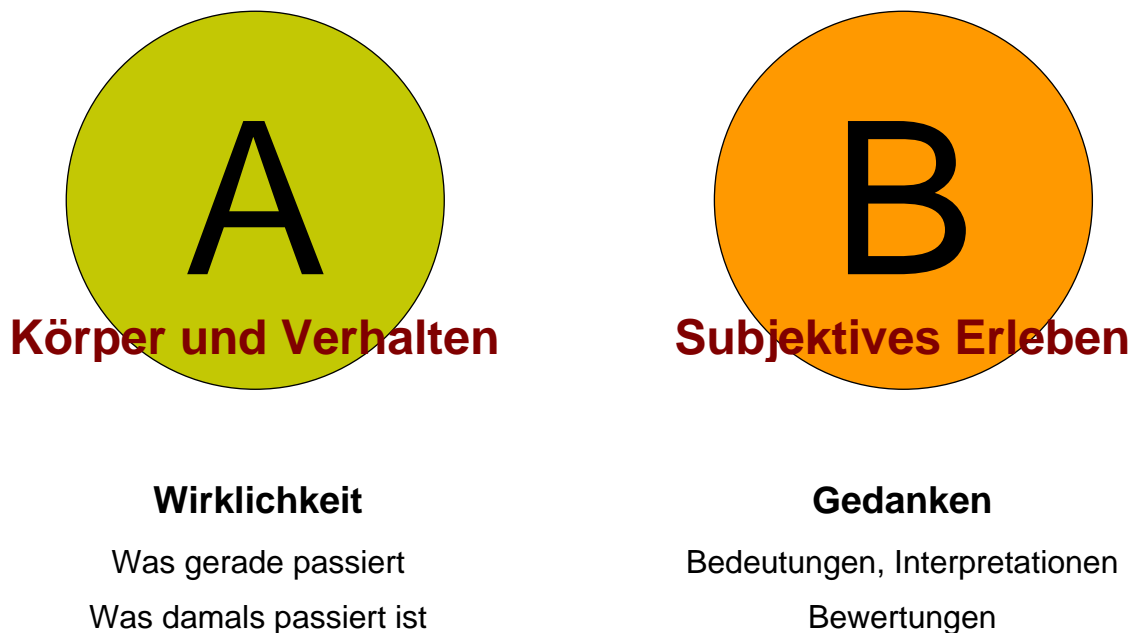 A
Körper und Verhalten
Wirklichkeit
Was gerade passiert
Was damals passiert ist
B
Subjektives Erleben
Gedanken
Bedeutungen, Interpretationen
Bewertungen